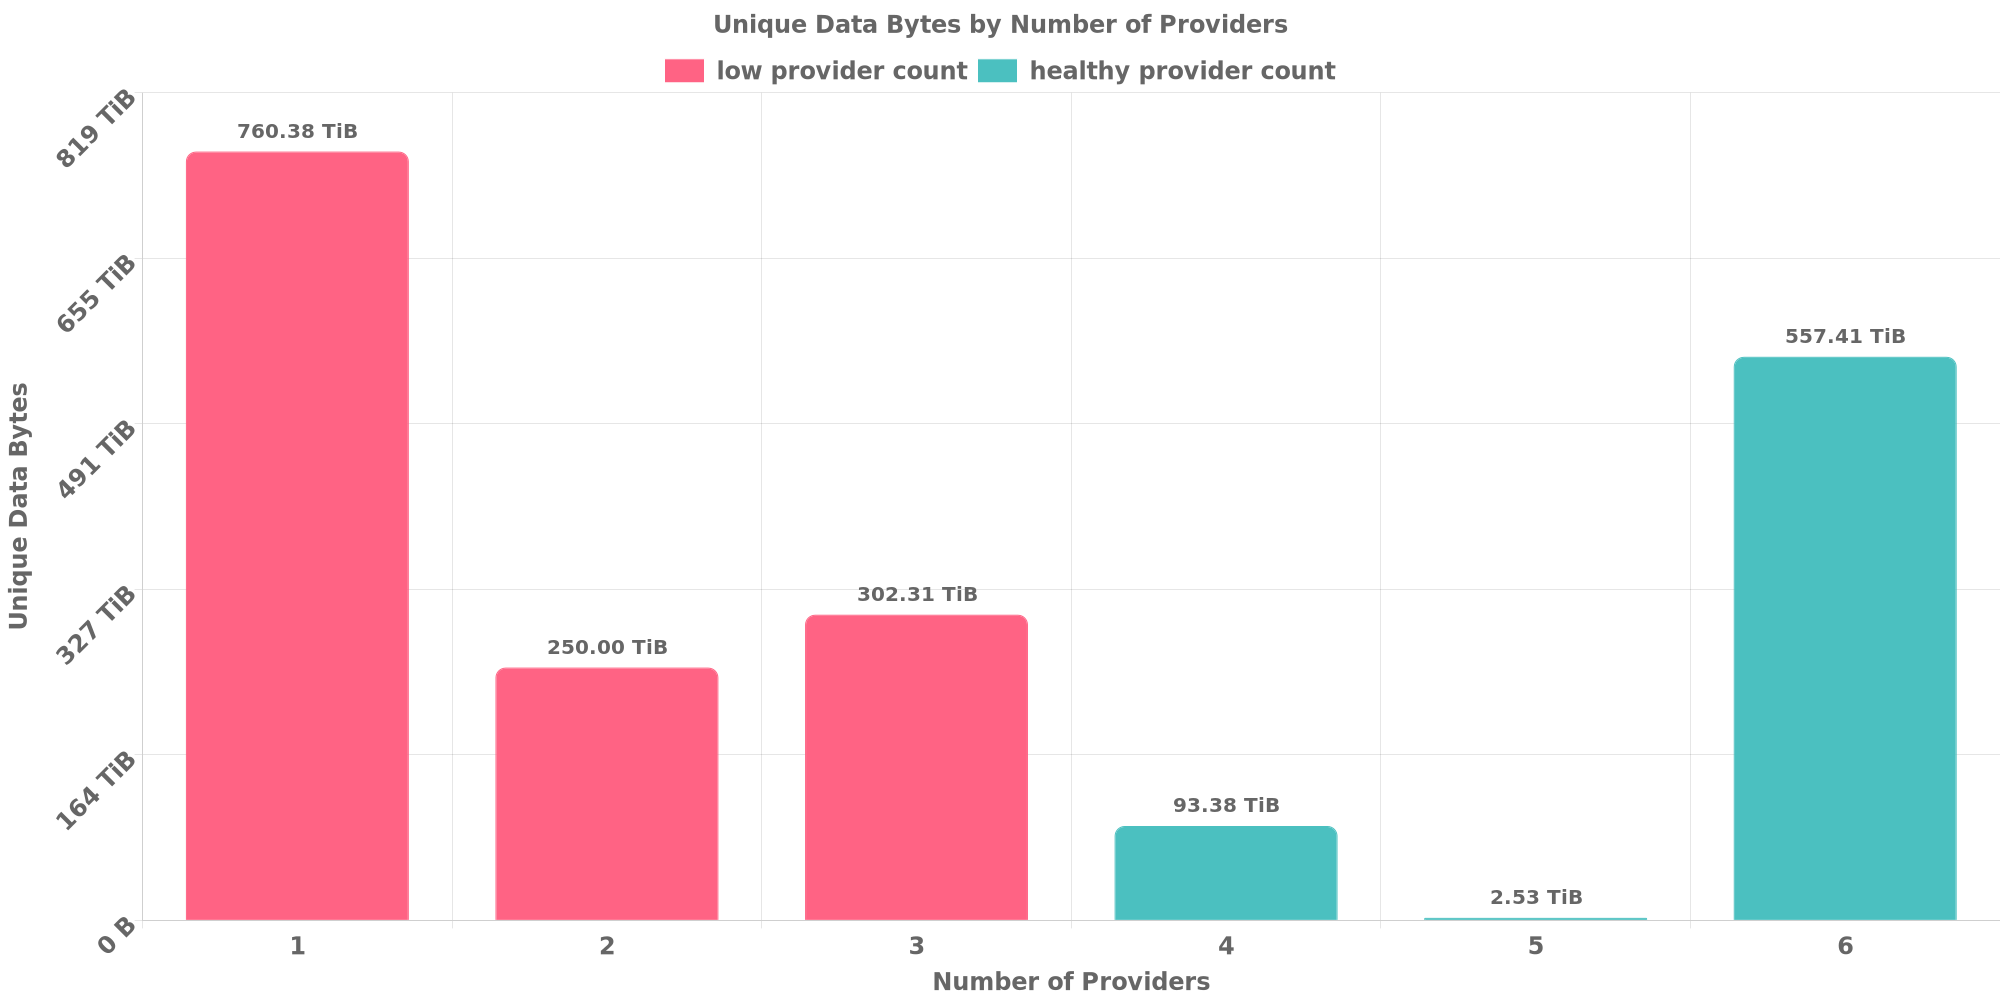 Unique Data Bytes by Number of Providers
low provider count healthy provider count
819 TiB
655 TiB
491 TiB
327 TiB
164 TiB
0 B
Unique Data Bytes
760.38 TiB
250.00 TiB
302.31 TiB
93.38 TiB
2.53 TiB
557.41 TiB
1 2 3 4 5 6
Number of Providers